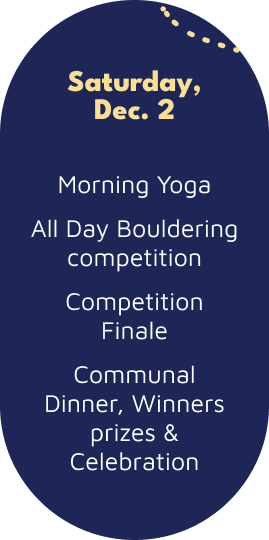 Saturday,
Dec. 2
Morning Yoga
All Day Bouldering
competition
Competition
Finale
Communal
Dinner, Winners
prizes &
Celebration